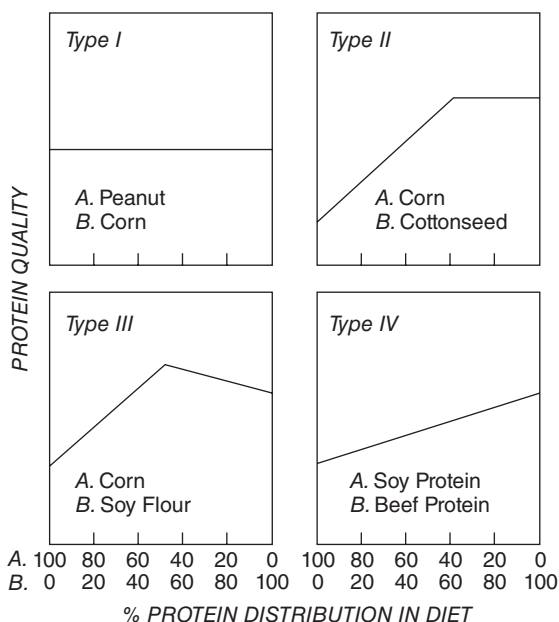 Type I
A. Peanut
B. Corn
Type II
A. Corn
B. Cottonseed
PROTEIN QUALITY
Type III
A. Corn
B. Soy Flour
Type IV
A. Soy Protein
B. Beef Protein
A. 100 80 60 40 20 0 100 80 60 40 20 0
B. 0 20 40 60 80 100 0 20 40 60 80 100
% PROTEIN DISTRIBUTION IN DIET